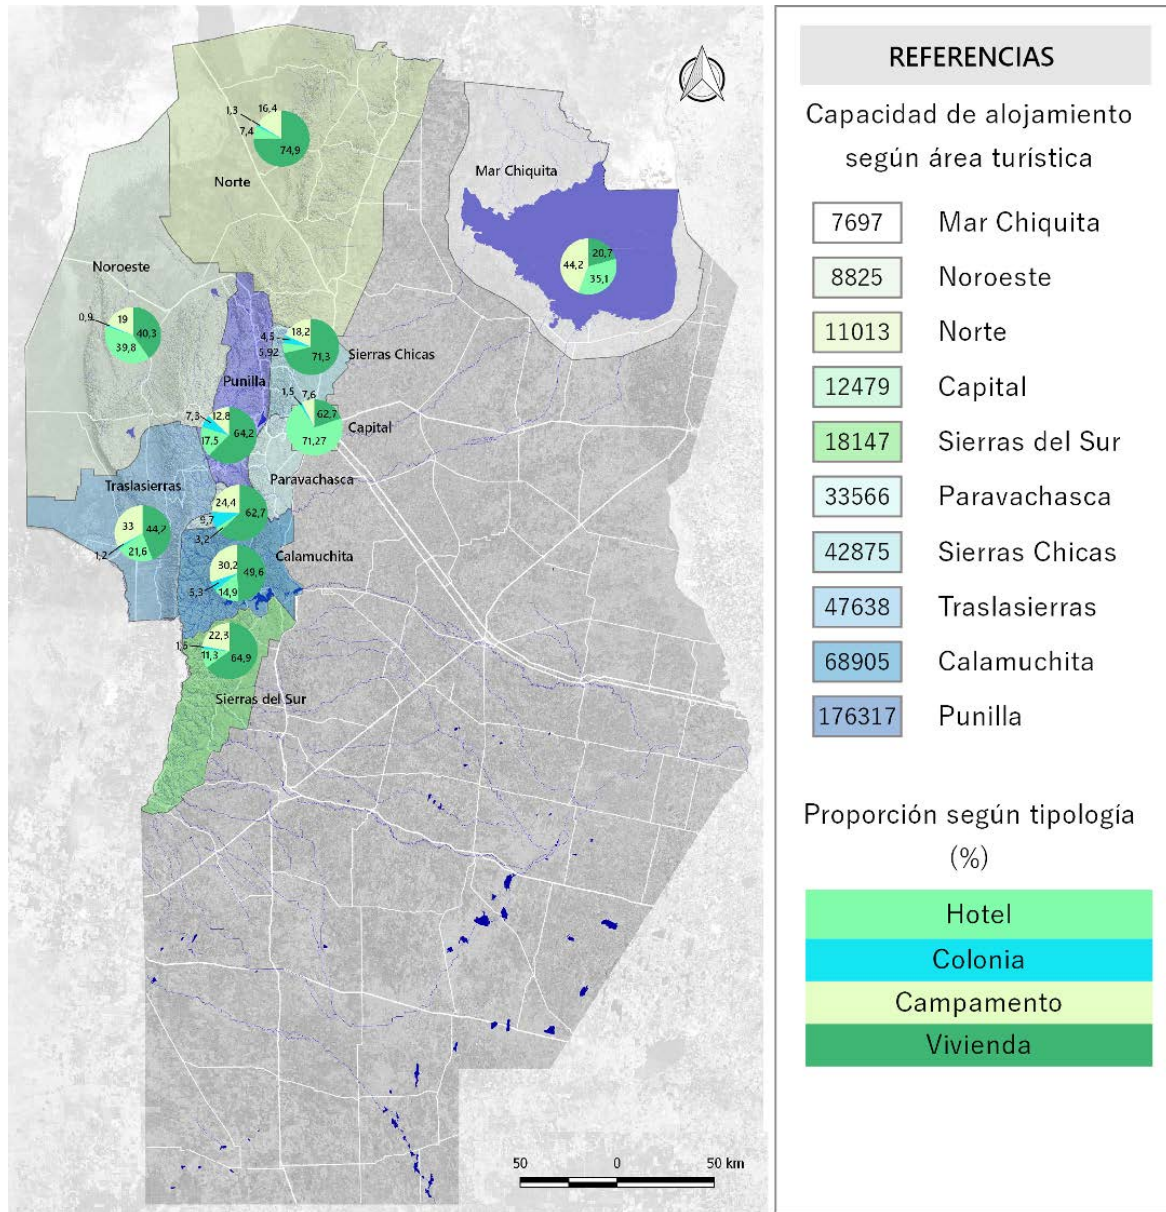 1,3
16,4
7,4
74,9
Norte
Mar Chiquita
44,2
20,7
35,1
Noroeste
0,9
19
40,3
39,8
4,5
18,2
5,92
71,3
Sierras Chicas
Punilla
1,5
7,6
62,7
71,27
Capital
7,3
12,8
17,5
64,2
Paravachasca
Traslasierras
24,4
9,7
62,7
3,2
33
44,2
1,2
21,6
Calamuchita
30,2
49,6
5,3
14,9
22,3
11,3
64,9
Sierras del Sur
50 0 50 km
REFERENCIAS
Capacidad de alojamiento
según área turística
7697 Mar Chiquita
8825 Noroeste
11013 Norte
12479 Capital
18147 Sierras del Sur
33566 Paravachasca
42875 Sierras Chicas
47638 Traslasierras
68905 Calamuchita
176317 Punilla
Proporción según tipología
(%)
Hotel
Colonia
Campamento
Vivienda